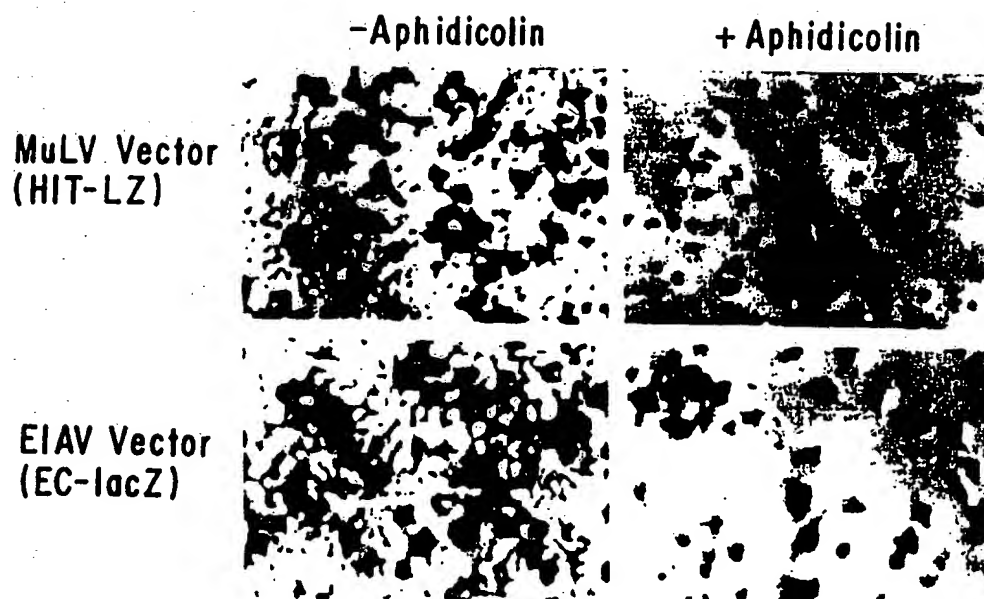 -Aphidicolin
+ Aphidicolin
MuLV Vector
(HIT-LZ)
EIAV Vector
(EC-lacZ)